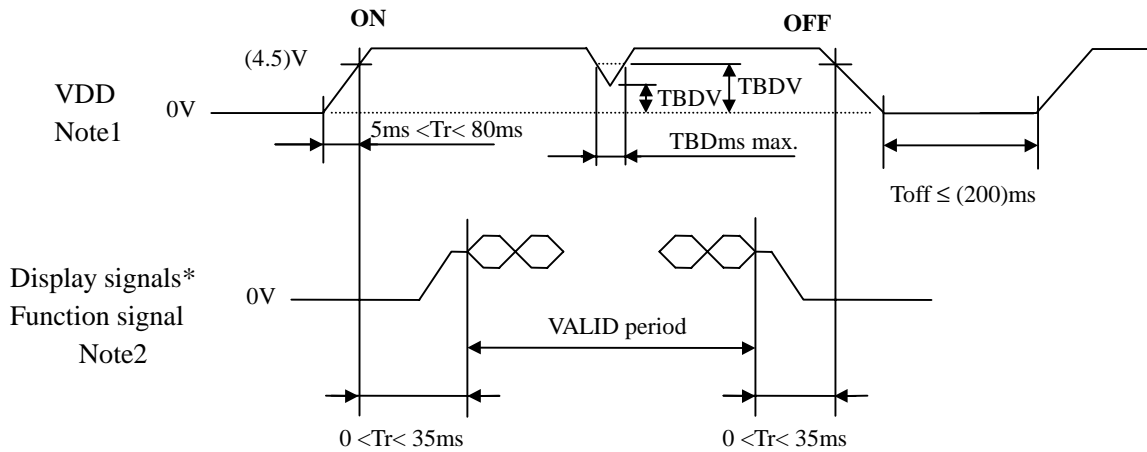 ON
OFF
(4.5)V
TBDV
TBDV
VDD
0V
Note1
5ms <Tr< 80ms
TBDms max.
Toff ≤ (200)ms
Display signals*
0V
Function signal
VALID period
Note2
0 <Tr< 35ms
0 <Tr< 35ms